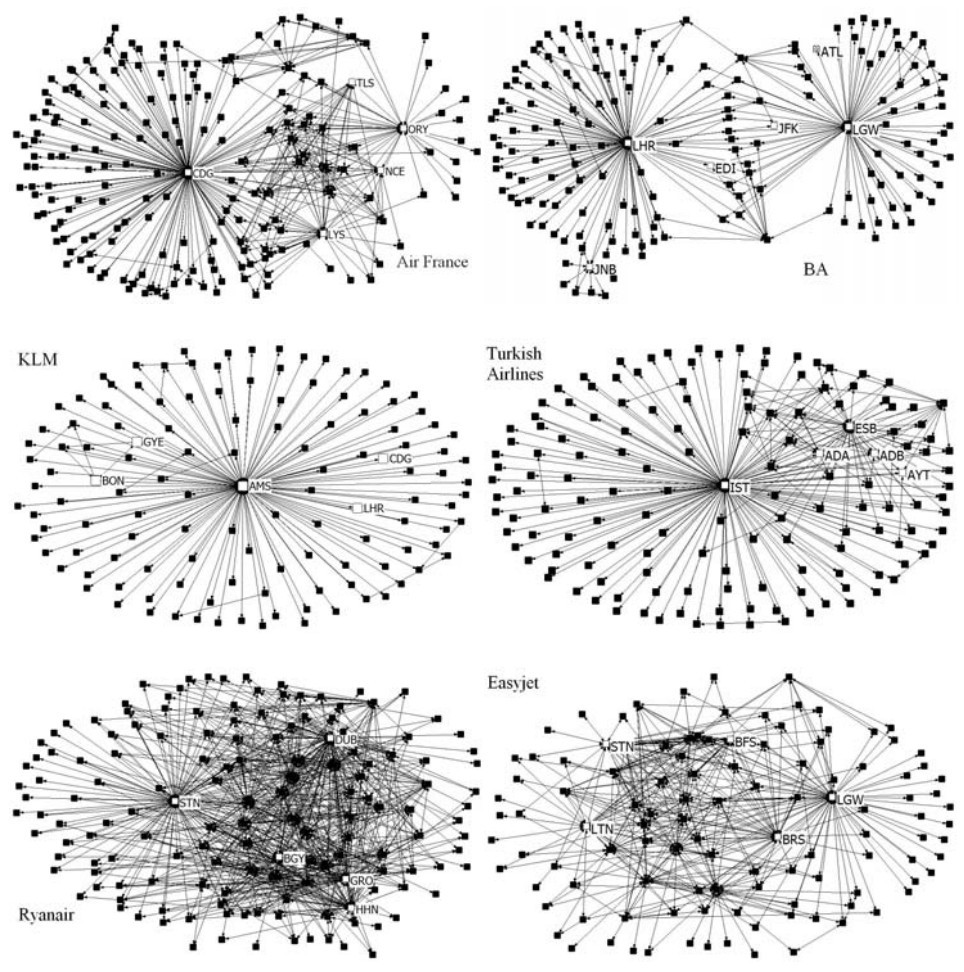 TLS
ORY
CDG
NCE
LYS
Air France
ATL
JFK
LGW
LHR
EDI
JNB
BA
KLM
GYE
CDG
BON
AMS
LHR
Turkish
Airlines
ESB
ADA
ADB
AYT
IST
DUB
STN
BGY
GRO
HHN
Ryanair
Easyjet
STN
BFS
LGW
LTN
BRS